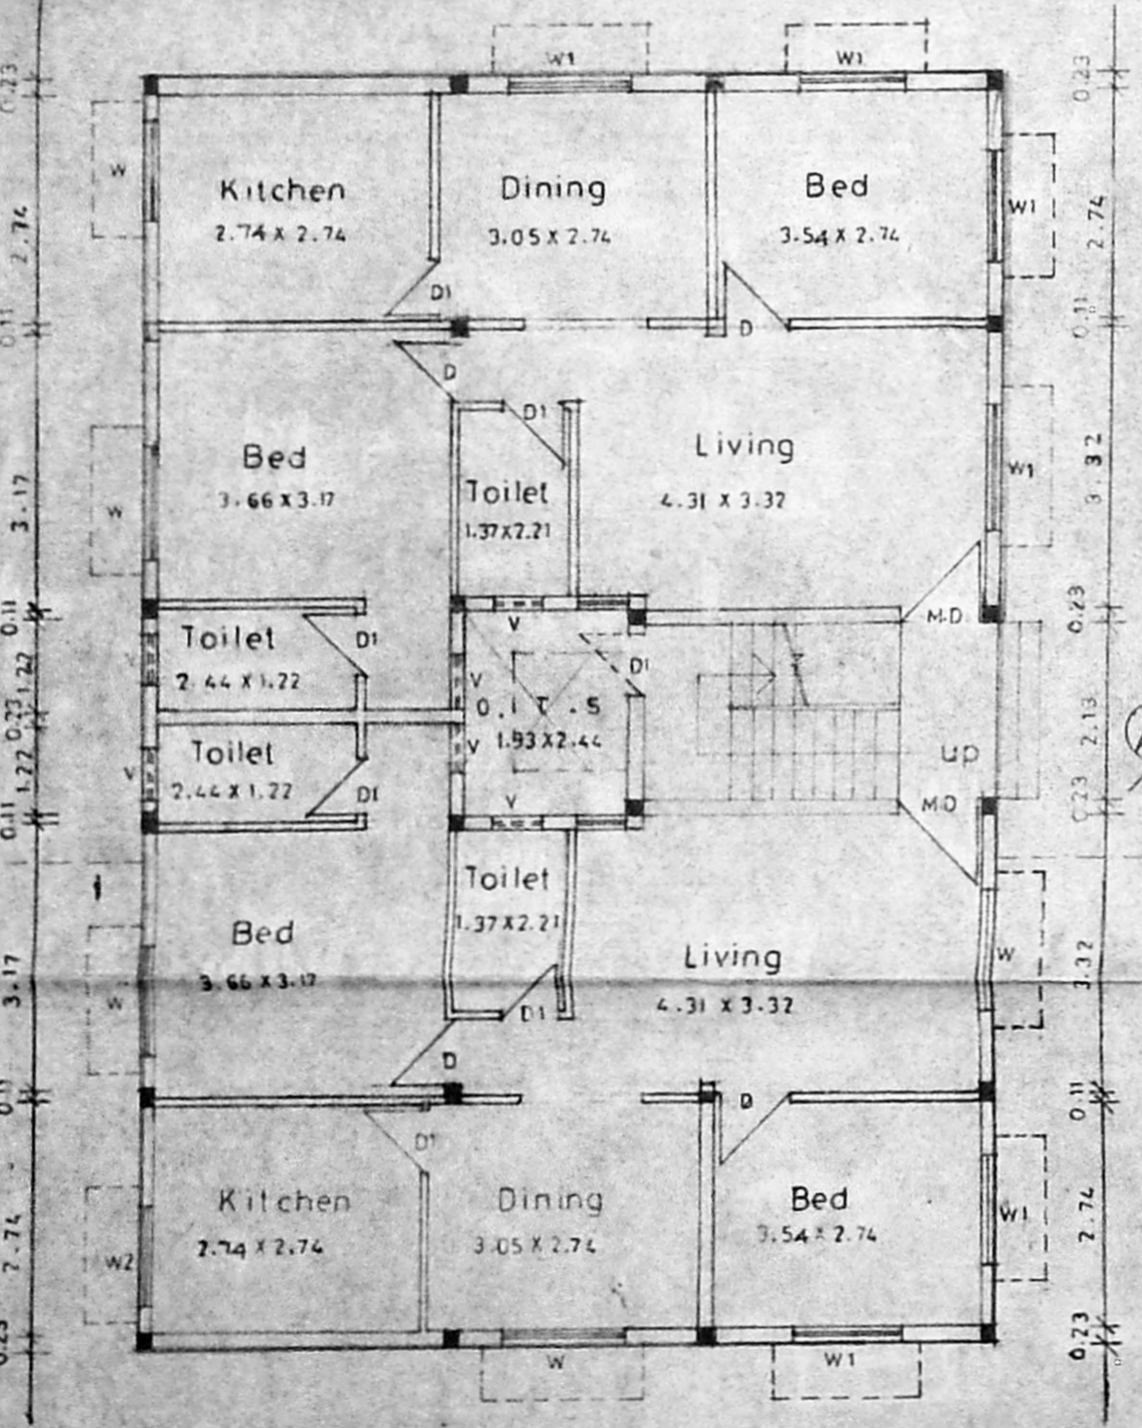 W1 W1
0.23 0.23
W
Kitchen Dining Bed
W1
2.74 X 2.74 3.05 X 2.74 3.54 X 2.74
2.74 2.74
D1
0.11 D 0.11
D
D1
Bed Living
3.66 X 3.17 4.31 X 3.32
W1
Toilet
1.37X2.21
W
3.17 3.32
0.11 M.D. 0.23
V
Toilet D1 D1
2.44 X 1.22 V
1.22
O.T.S
0.23 1.93X2.44 2.13
Toilet V up
2.44 X 1.22 D1
V
1.22
V M.D 0.23
0.11
Toilet
1.37X2.21
Bed Living
W
3.66 X 3.17 4.31 X 3.32
3.17 W 3.32
D1
D
0.11 D 0.11
D1
Kitchen Dining Bed
W1
2.74 X 2.74 3.05 X 2.74 3.54 X 2.74
2.74 W2 2.74
0.23 0.23
W W1